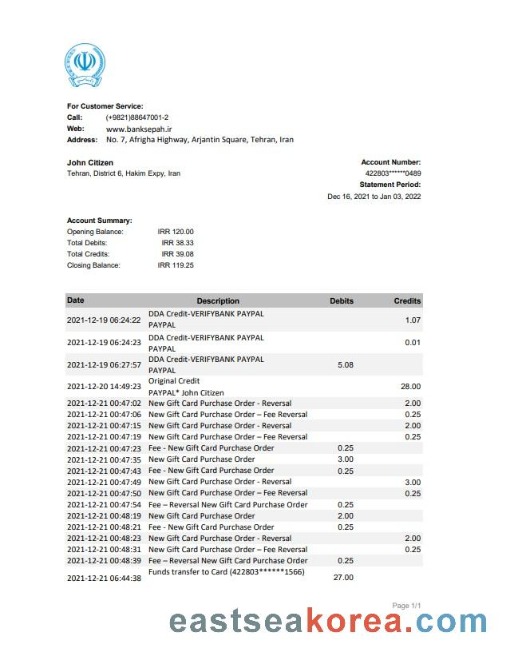 For Customer Service:
Call: (+9821)88647001-2
Web: www.banksepah.ir
Address: No. 7, Afrigha Highway, Arjantin Square, Tehran, Iran
John Citizen
Tehran, District 6, Hakim Expy, Iran
Account Number:
422803******0489
Statement Period:
Dec 16, 2021 to Jan 03, 2022
Account Summary:
Opening Balance: IRR 120.00
Total Debits: IRR 38.33
Total Credits: IRR 39.08
Closing Balance: IRR 119.25
Date Description Debits Credits
2021-12-19 06:24:22 DDA Credit-VERIFYBANK PAYPAL
PAYPAL 1.07
2021-12-19 06:24:23 DDA Credit-VERIFYBANK PAYPAL
PAYPAL 0.01
2021-12-19 06:27:57 DDA Credit-VERIFYBANK PAYPAL
PAYPAL 5.08
2021-12-20 14:49:23 Original Credit
PAYPAL* John Citizen 28.00
2021-12-21 00:47:02 New Gift Card Purchase Order - Reversal 2.00
2021-12-21 00:47:06 New Gift Card Purchase Order – Fee Reversal 0.25
2021-12-21 00:47:15 New Gift Card Purchase Order - Reversal 2.00
2021-12-21 00:47:19 New Gift Card Purchase Order – Fee Reversal 0.25
2021-12-21 00:47:23 Fee - New Gift Card Purchase Order 0.25
2021-12-21 00:47:35 New Gift Card Purchase Order 3.00
2021-12-21 00:47:43 Fee - New Gift Card Purchase Order 0.25
2021-12-21 00:47:49 New Gift Card Purchase Order - Reversal 3.00
2021-12-21 00:47:50 New Gift Card Purchase Order – Fee Reversal 0.25
2021-12-21 00:47:54 Fee – Reversal New Gift Card Purchase Order 0.25
2021-12-21 00:48:19 New Gift Card Purchase Order 2.00
2021-12-21 00:48:21 Fee - New Gift Card Purchase Order 0.25
2021-12-21 00:48:23 New Gift Card Purchase Order - Reversal 2.00
2021-12-21 00:48:31 New Gift Card Purchase Order – Fee Reversal 0.25
2021-12-21 00:48:39 Fee – Reversal New Gift Card Purchase Order 0.25
2021-12-21 06:44:38 Funds transfer to Card (422803******1566) 27.00
Page 1/1
eastseakorea.com